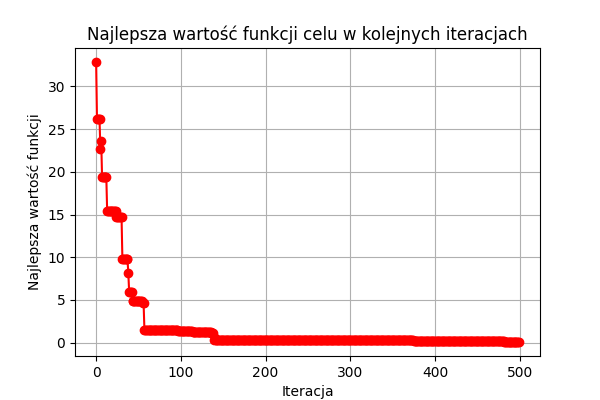 Najlepsza wartość funkcji celu w kolejnych iteracjach
Najlepsza wartość funkcji
30
25
20
15
10
5
0
0 100 200 300 400 500
Iteracja